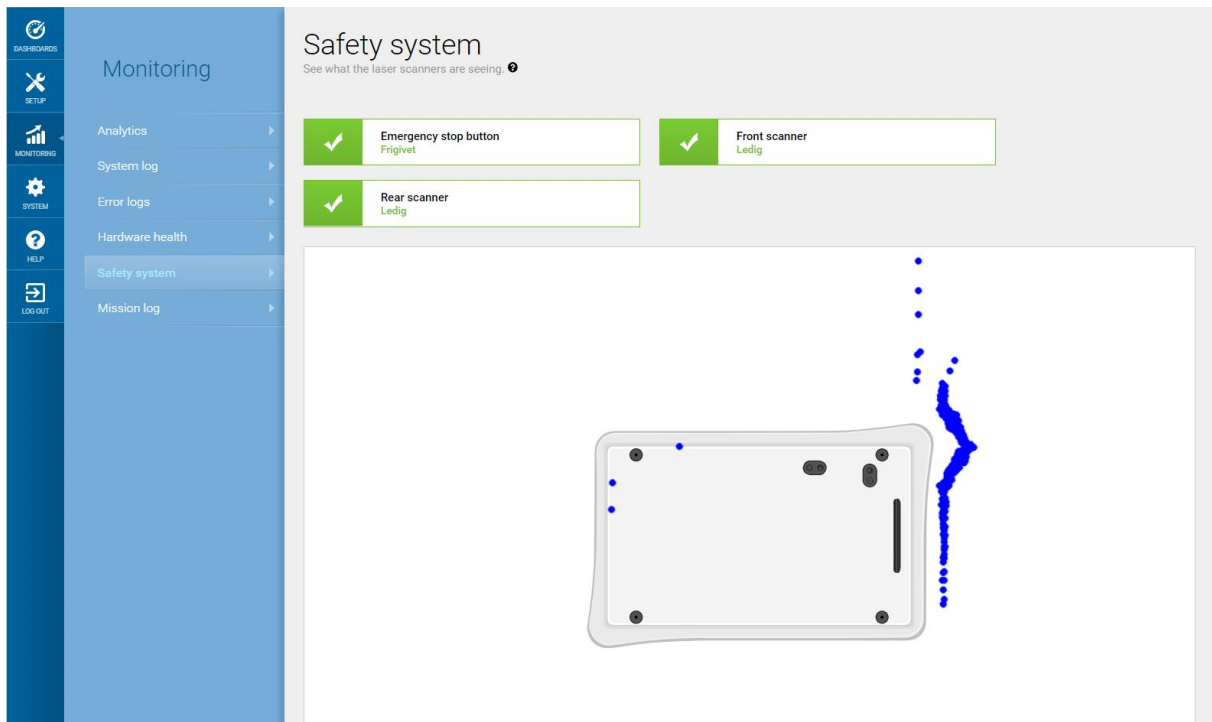 DASHBOARDS
SETUP
MONITORING
SYSTEM
HELP
LOG OUT
Monitoring
Analytics
System log
Error logs
Hardware health
Safety system
Mission log
Safety system
See what the laser scanners are seeing. ?
Emergency stop button
Frigivet
Front scanner
Ledig
Rear scanner
Ledig